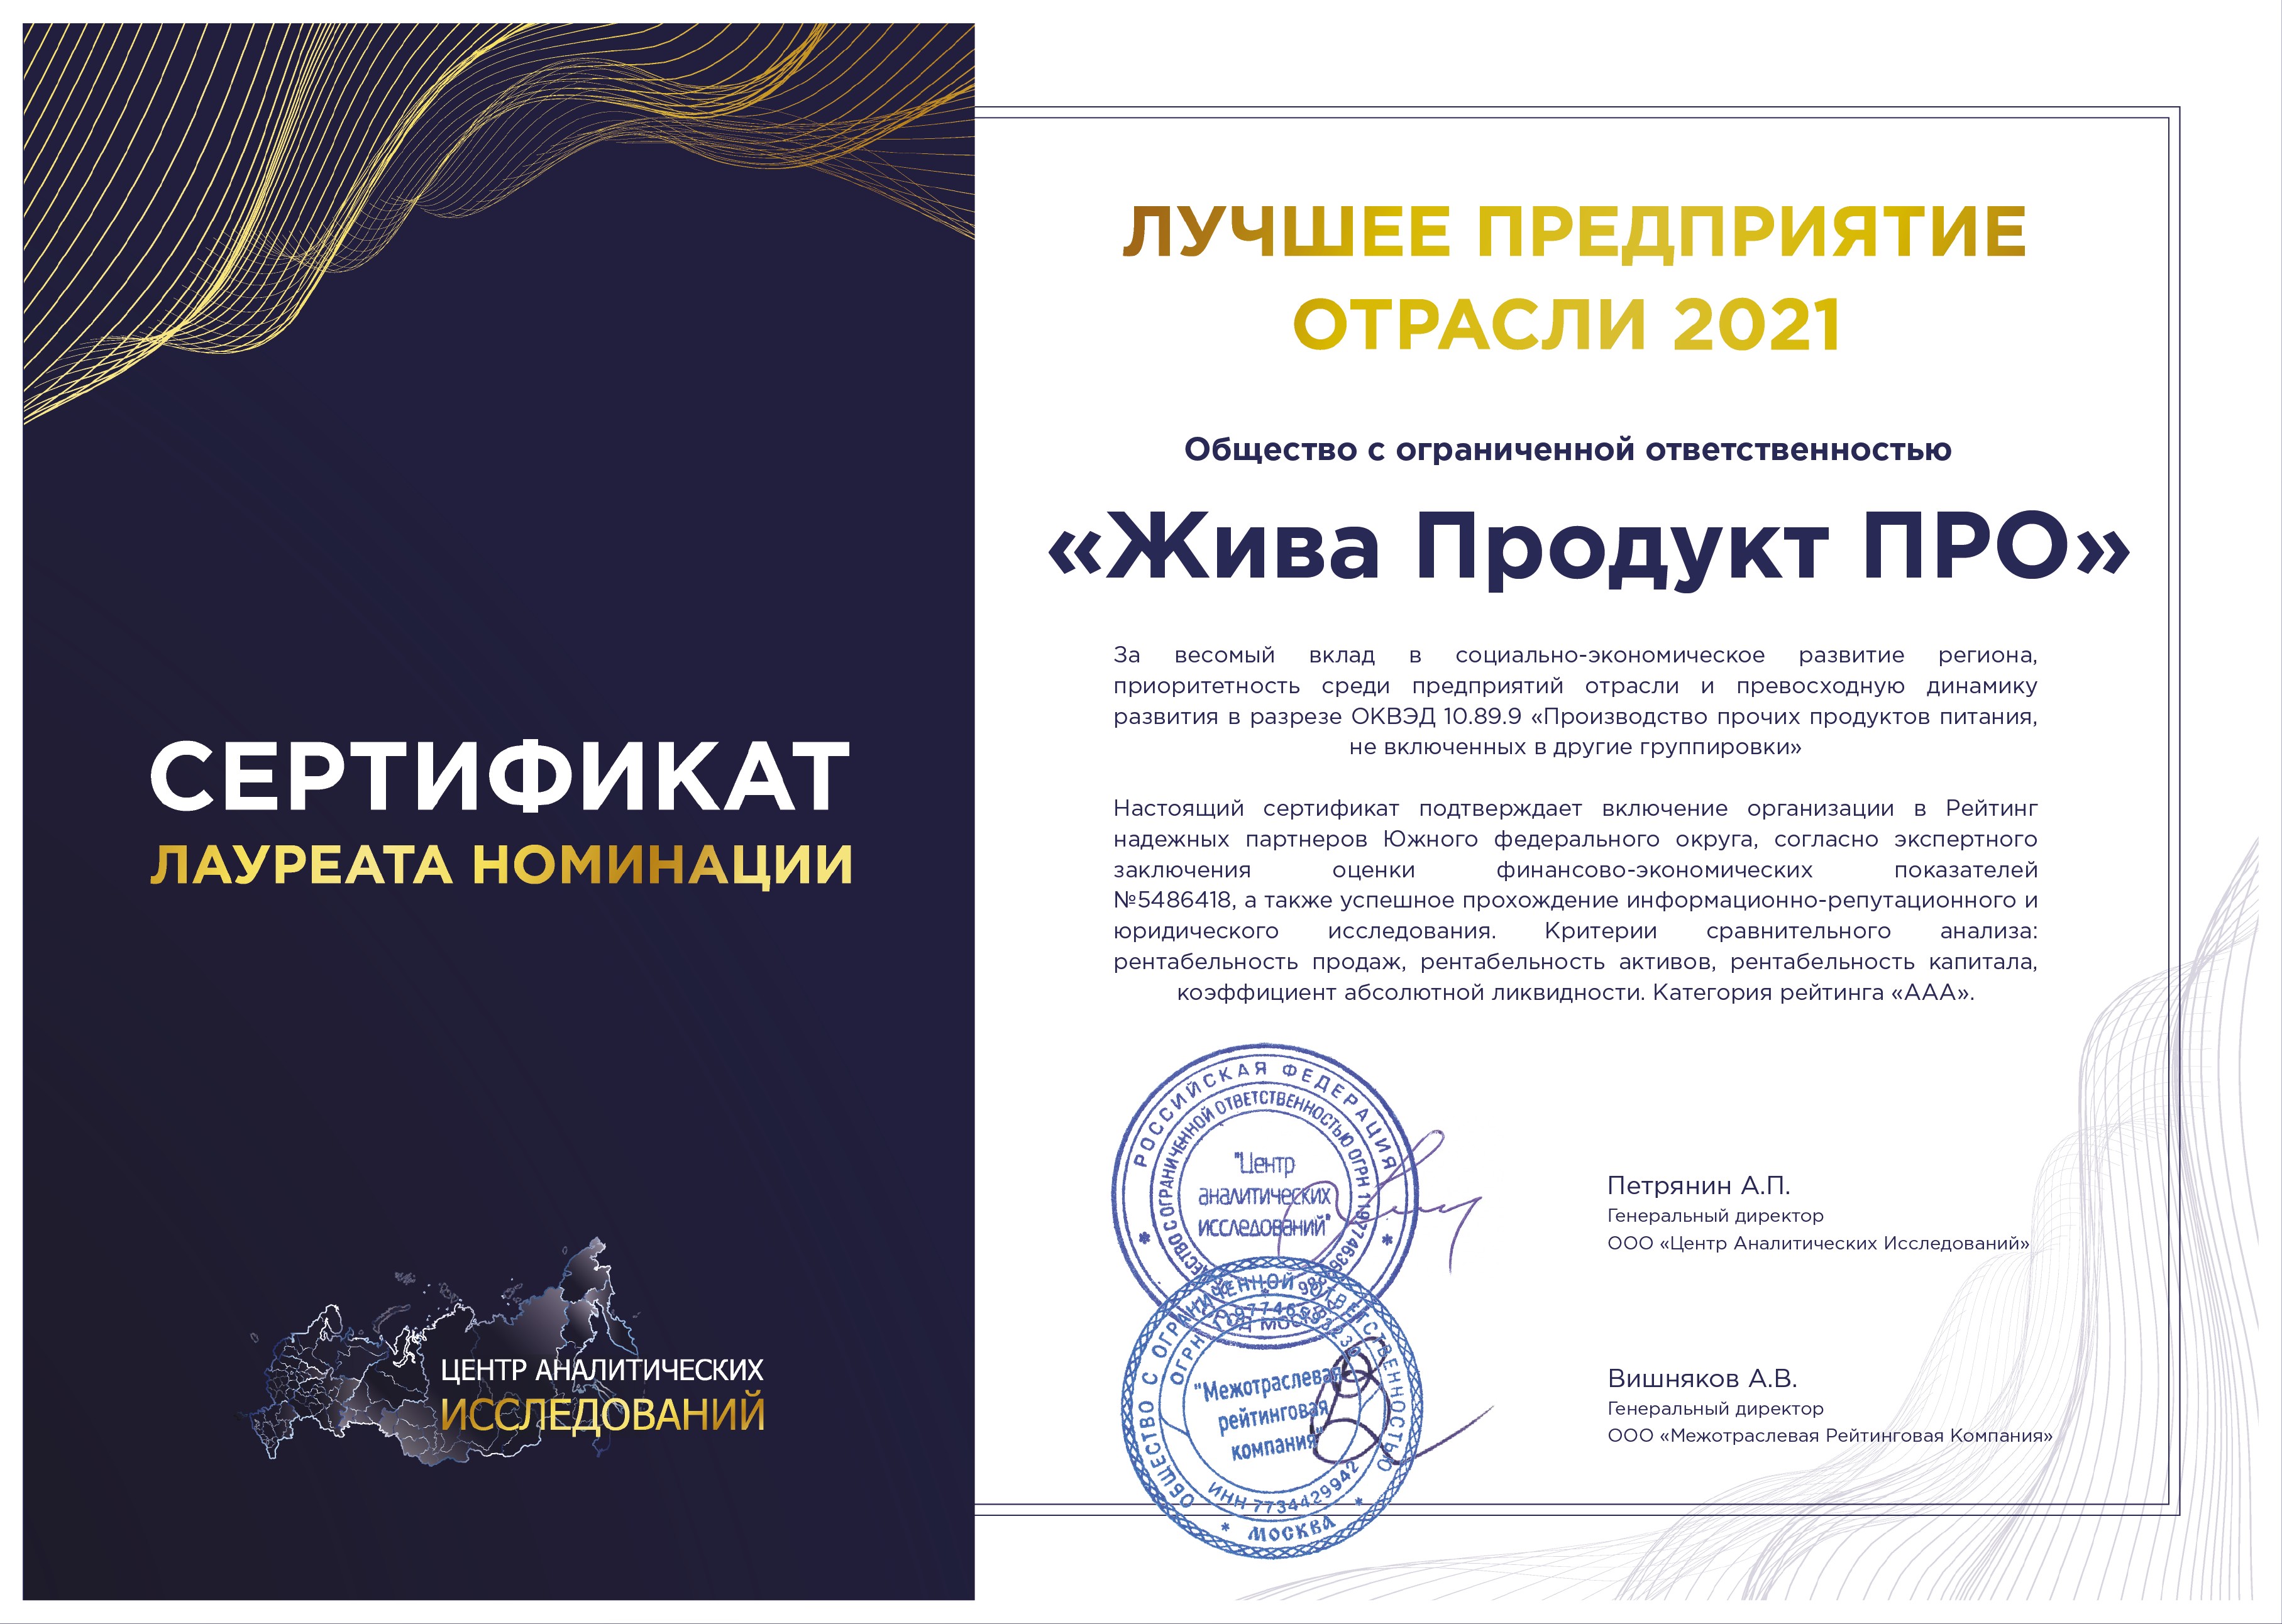 СЕРТИФИКАТ
ЛАУРЕАТА НОМИНАЦИИ
ЦЕНТР АНАЛИТИЧЕСКИХ
ИССЛЕДОВАНИЙ
ЛУЧШЕЕ ПРЕДПРИЯТИЕ
ОТРАСЛИ 2021
Общество с ограниченной ответственностью
«Жива Продукт ПРО»
За весомый вклад в социально-экономическое развитие региона,
приоритетность среди предприятий отрасли и превосходную динамику
развития в разрезе ОКВЭД 10.89.9 «Производство прочих продуктов питания,
не включенных в другие группировки»
Настоящий сертификат подтверждает включение организации в Рейтинг
надежных партнеров Южного федерального округа, согласно экспертного
заключения оценки финансово-экономических показателей
№5486418, а также успешное прохождение информационно-репутационного и
юридического исследования. Критерии сравнительного анализа:
рентабельность продаж, рентабельность активов, рентабельность капитала,
коэффициент абсолютной ликвидности. Категория рейтинга «ААА».
РОССИЙСКАЯ ФЕДЕРАЦИЯ
С ОГРАНИЧЕННОЙ ОТВЕТСТВЕННОСТЬЮ ОГРН
"Центр
аналитических
исследований"
Петрянин А.П.
Генеральный директор
ООО «Центр Аналитических Исследований»
ОБЩЕСТВО С ОГРАНИЧЕННОЙ ОТВЕТСТВЕННОСТЬЮ
ОГРН
"Межотраслевая
рейтинговая
компания"
ИНН 7734429942
* МОСКВА *
Вишняков А.В.
Генеральный директор
ООО «Межотраслевая Рейтинговая Компания»